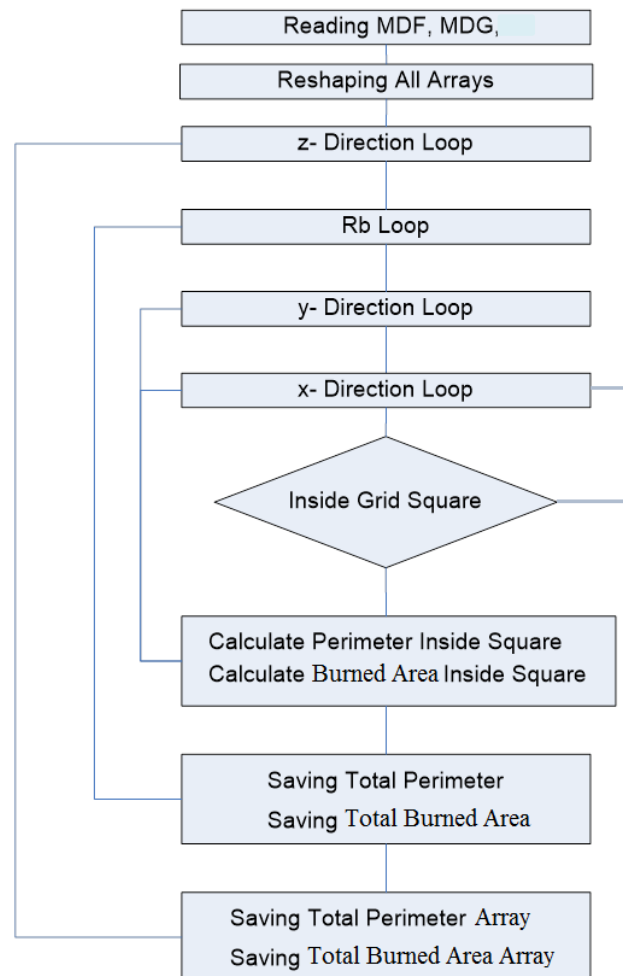 Reading MDF, MDG,
Reshaping All Arrays
z- Direction Loop
Rb Loop
y- Direction Loop
x- Direction Loop
Inside Grid Square
Calculate Perimeter Inside Square
Calculate Burned Area Inside Square
Saving Total Perimeter
Saving Total Burned Area
Saving Total Perimeter Array
Saving Total Burned Area Array